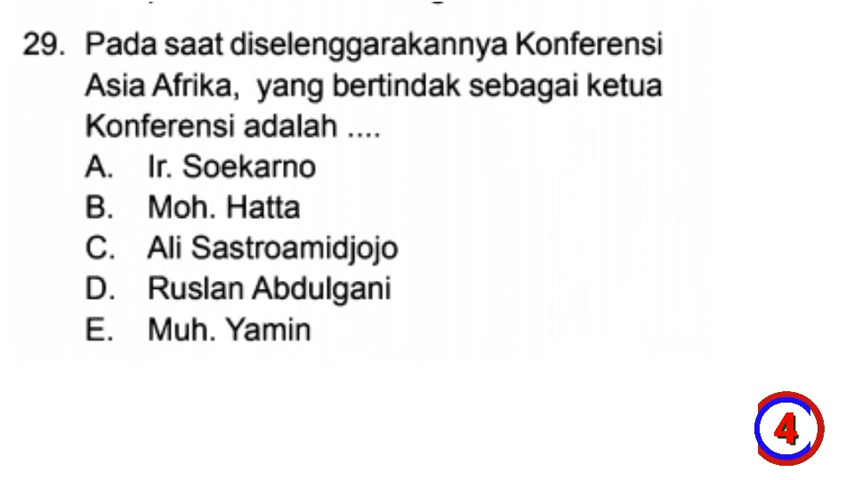 29. Pada saat diselenggarakannya Konferensi
Asia Afrika, yang bertindak sebagai ketua
Konferensi adalah ....
A. Ir. Soekarno
B. Moh. Hatta
C. Ali Sastroamidjojo
D. Ruslan Abdulgani
E. Muh. Yamin
4